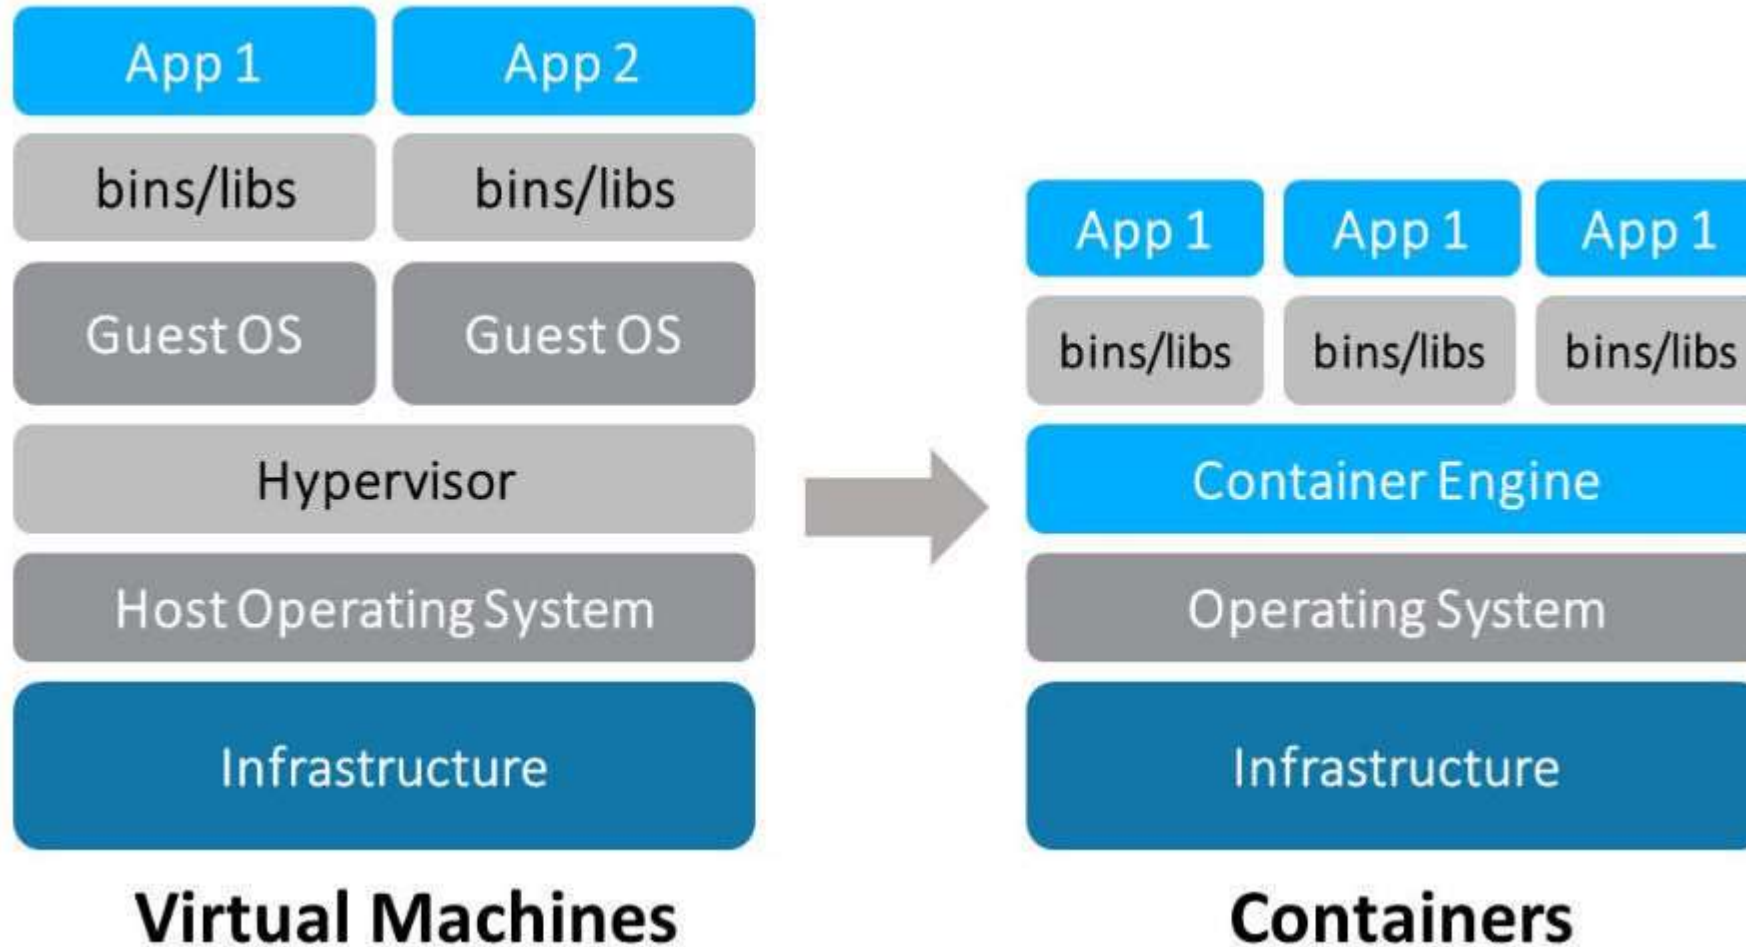 App 1
App 2
bins/libs
bins/libs
Guest OS
Guest OS
Hypervisor
Host Operating System
Infrastructure
Virtual Machines
App 1
App 1
App 1
bins/libs
bins/libs
bins/libs
Container Engine
Operating System
Infrastructure
Containers